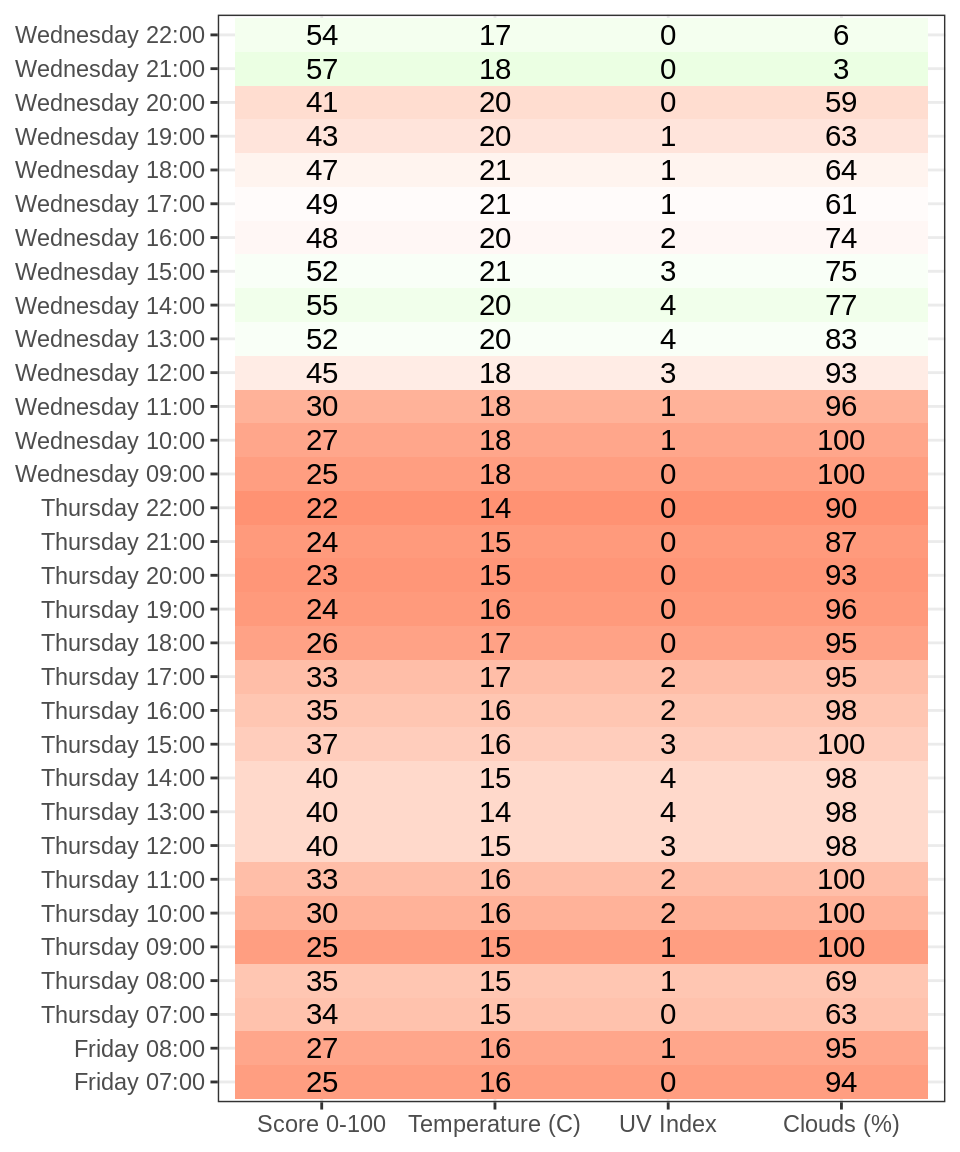 Wednesday 22:00 54 17 0 6
Wednesday 21:00 57 18 0 3
Wednesday 20:00 41 20 0 59
Wednesday 19:00 43 20 1 63
Wednesday 18:00 47 21 1 64
Wednesday 17:00 49 21 1 61
Wednesday 16:00 48 20 2 74
Wednesday 15:00 52 21 3 75
Wednesday 14:00 55 20 4 77
Wednesday 13:00 52 20 4 83
Wednesday 12:00 45 18 3 93
Wednesday 11:00 30 18 1 96
Wednesday 10:00 27 18 1 100
Wednesday 09:00 25 18 0 100
Thursday 22:00 22 14 0 90
Thursday 21:00 24 15 0 87
Thursday 20:00 23 15 0 93
Thursday 19:00 24 16 0 96
Thursday 18:00 26 17 0 95
Thursday 17:00 33 17 2 95
Thursday 16:00 35 16 2 98
Thursday 15:00 37 16 3 100
Thursday 14:00 40 15 4 98
Thursday 13:00 40 14 4 98
Thursday 12:00 40 15 3 98
Thursday 11:00 33 16 2 100
Thursday 10:00 30 16 2 100
Thursday 09:00 25 15 1 100
Thursday 08:00 35 15 1 69
Thursday 07:00 34 15 0 63
Friday 08:00 27 16 1 95
Friday 07:00 25 16 0 94
Score 0-100 Temperature (C) UV Index Clouds (%)